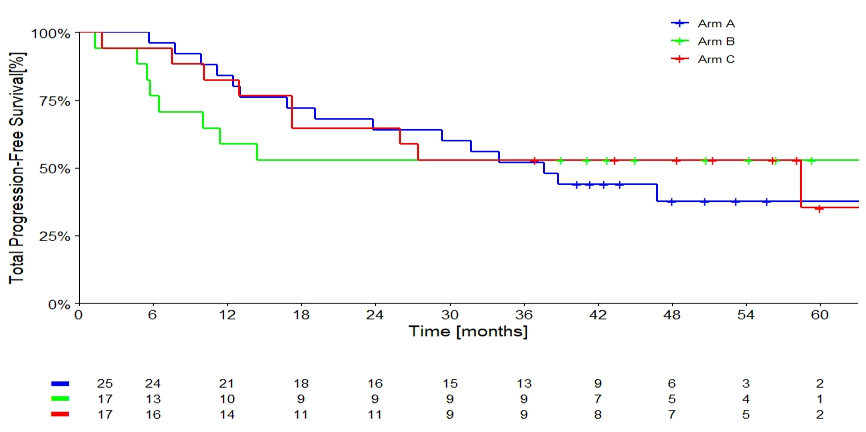 Arm A
Arm B
Arm C
100%
75%
50%
25%
0%
Total Progression-Free Survival[%]
0 6 12 18 24 30 36 42 48 54 60
Time [months]
25 24 21 18 16 15 13 9 6 3 2
17 13 10 9 9 9 9 7 5 4 1
17 16 14 11 11 9 9 8 7 5 2